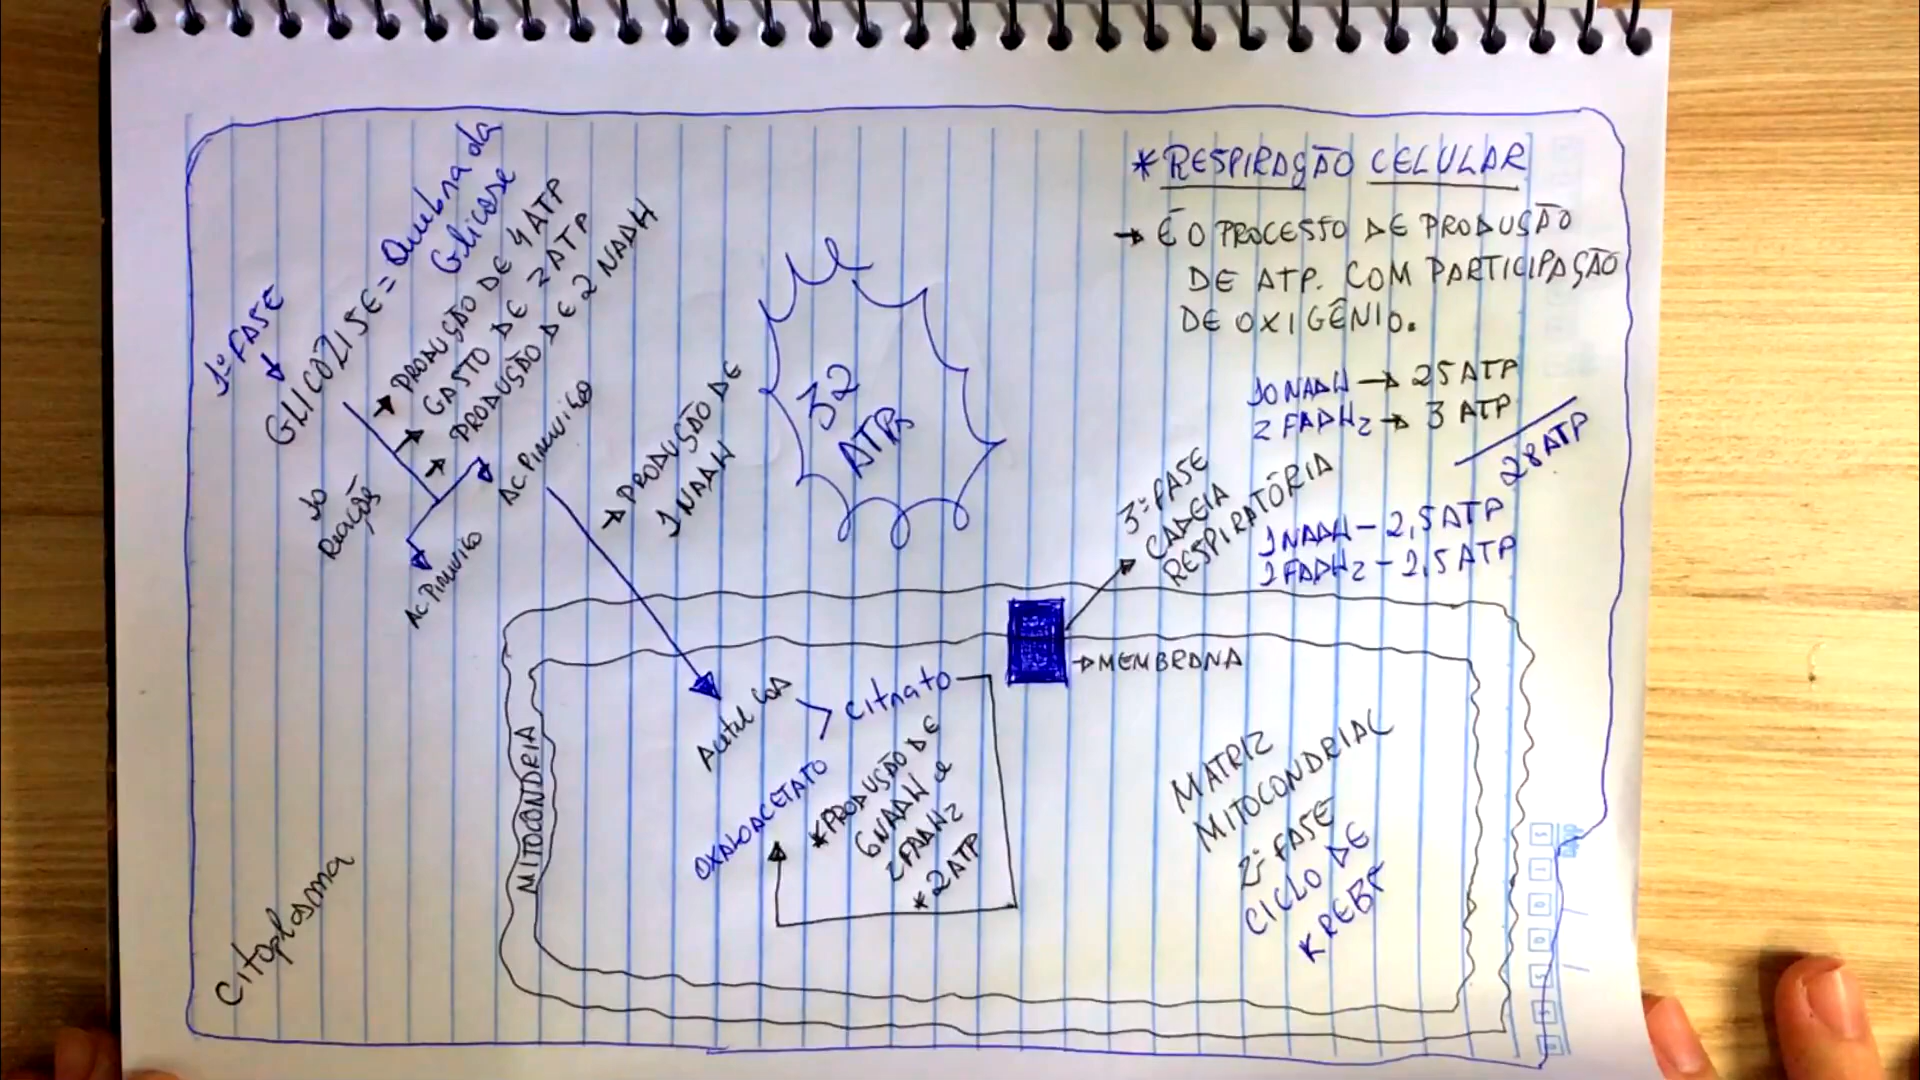 *RESPIRAÇÃO CELULAR
→ É O PROCESSO DE PRODUÇÃO
DE ATP. COM PARTICIPAÇÃO
DE OXIGÊNIO.
10 NADH → 25 ATP
2 FADH2 → 3 ATP
28 ATP
1 NADH - 2,5 ATP
1 FADH2 - 2,5 ATP
1ª FASE
GLICOZISE = Quebra da
Glicose
→ PRODUÇÃO DE 4 ATP
→ GASTO DE 2 ATP
→ PRODUÇÃO DE 2 NADH
10
Reações
Ac. Piruvico
Ac. Piruvico
→ PRODUÇÃO DE
1 NADH
32
ATPs
3ª FASE
CADEIA
RESPIRATÓRIA
→ MEMBRANA
MITOCONDRIA
Acetil CoA
Citrato
OXALOACETATO
*PRODUÇÃO DE
6 NADH e
2 FADH2
*2 ATP
MATRIZ
MITOCONDRIAL
2ª FASE
CICLO DE
KREBS
Citoplasma